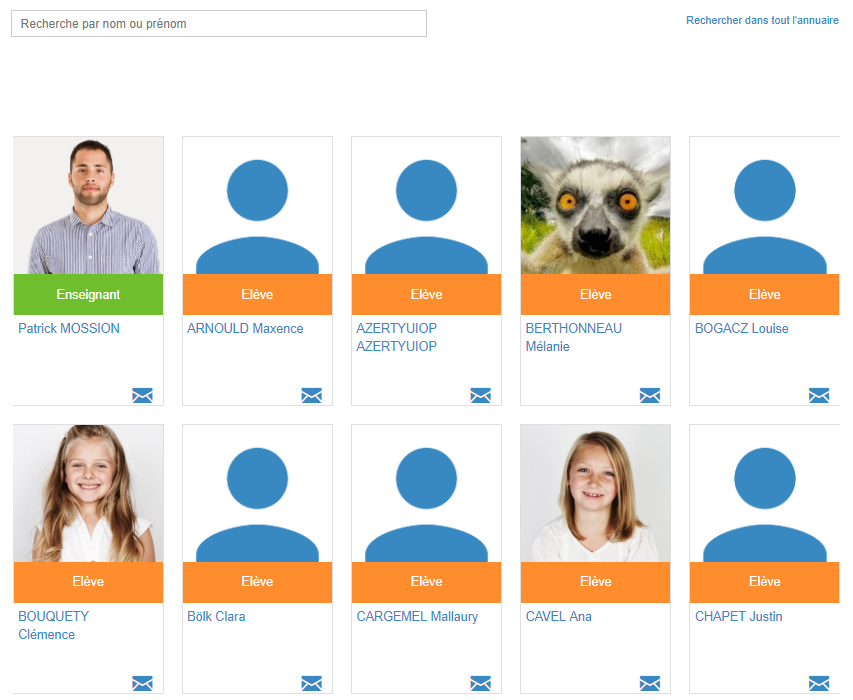 Recherche par nom ou prénom
Rechercher dans tout l'annuaire
Enseignant
Elève
Elève
Elève
Elève
Patrick MOSSION
ARNOULD Maxence
AZERTYUIOP
AZERTYUIOP
BERTHONNEAU
Mélanie
BOGACZ Louise
Elève
Elève
Elève
Elève
Elève
BOUQUETY
Clémence
Bölk Clara
CARGEMEL Mallaury
CAVEL Ana
CHAPET Justin